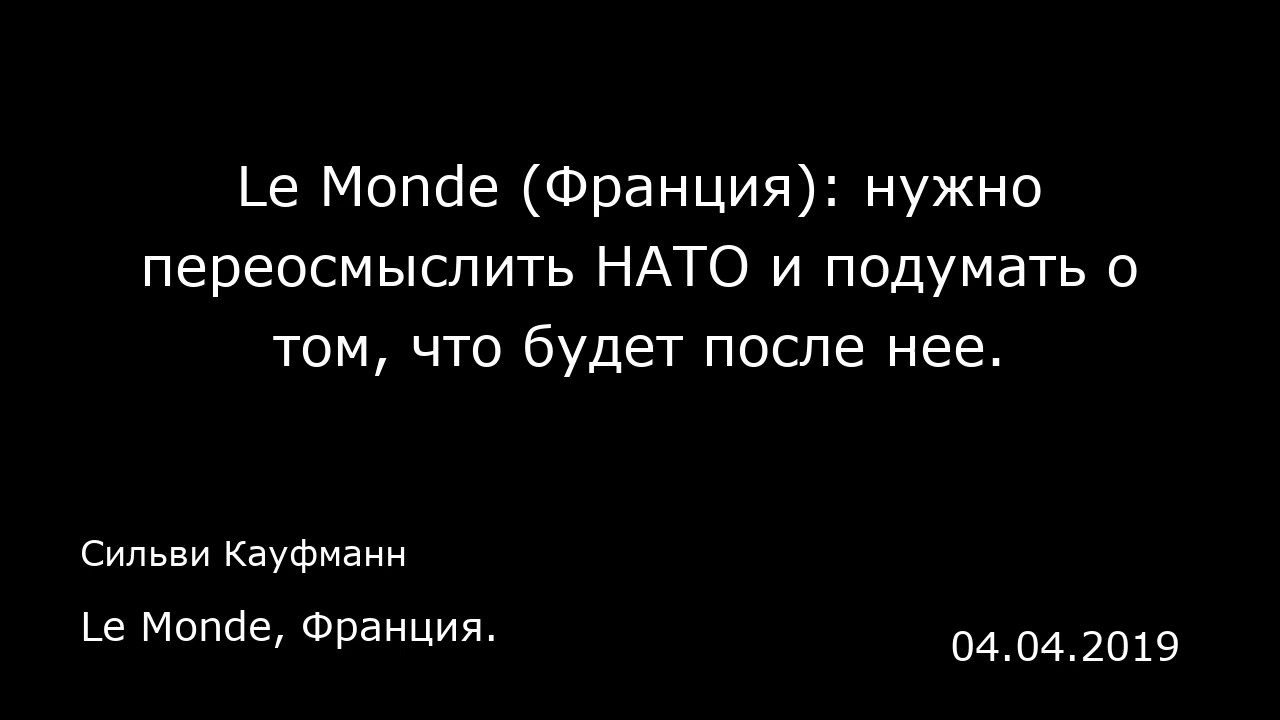 Le Monde (Франция): нужно
переосмыслить НАТО и подумать о
том, что будет после нее.
Сильви Кауфманн
Le Monde, Франция.
04.04.2019